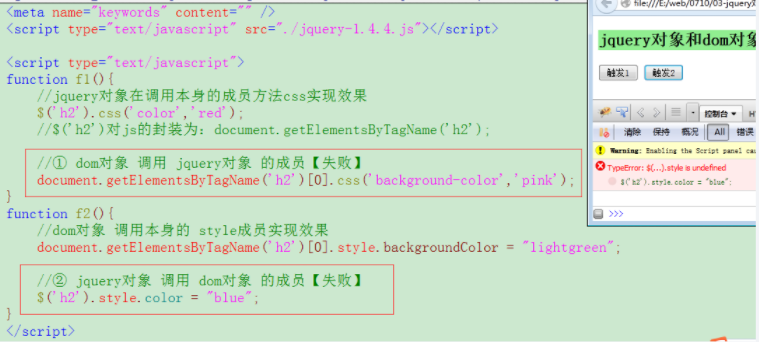 <meta name="keywords" content="" />
<script type="text/javascript" src="./jquery-1.4.4.js"></script>
<script type="text/javascript">
function f1(){
//jquery对象在调用本身的成员方法css实现效果
$('h2').css('color','red');
//$('h2')对js的封装为: document.getElementsByTagName('h2');
//① dom对象 调用 jquery对象 的成员【失败】
document.getElementsByTagName('h2')[0].css('background-color','pink');
}
function f2(){
//dom对象 调用本身的 style成员实现效果
document.getElementsByTagName('h2')[0].style.backgroundColor = "lightgreen";
//② jquery对象 调用 dom对象 的成员【失败】
$('h2').style.color = "blue";
}
</script>
file:///E:/web/0710/03-jquery对
jquery对象和dom对象
触发1 触发2
控制台
清除 保持 概况 All 错误
Warning: Enabling the Script panel cau
TypeError: $(...).style is undefined
$('h2').style.color = "blue";
>>>